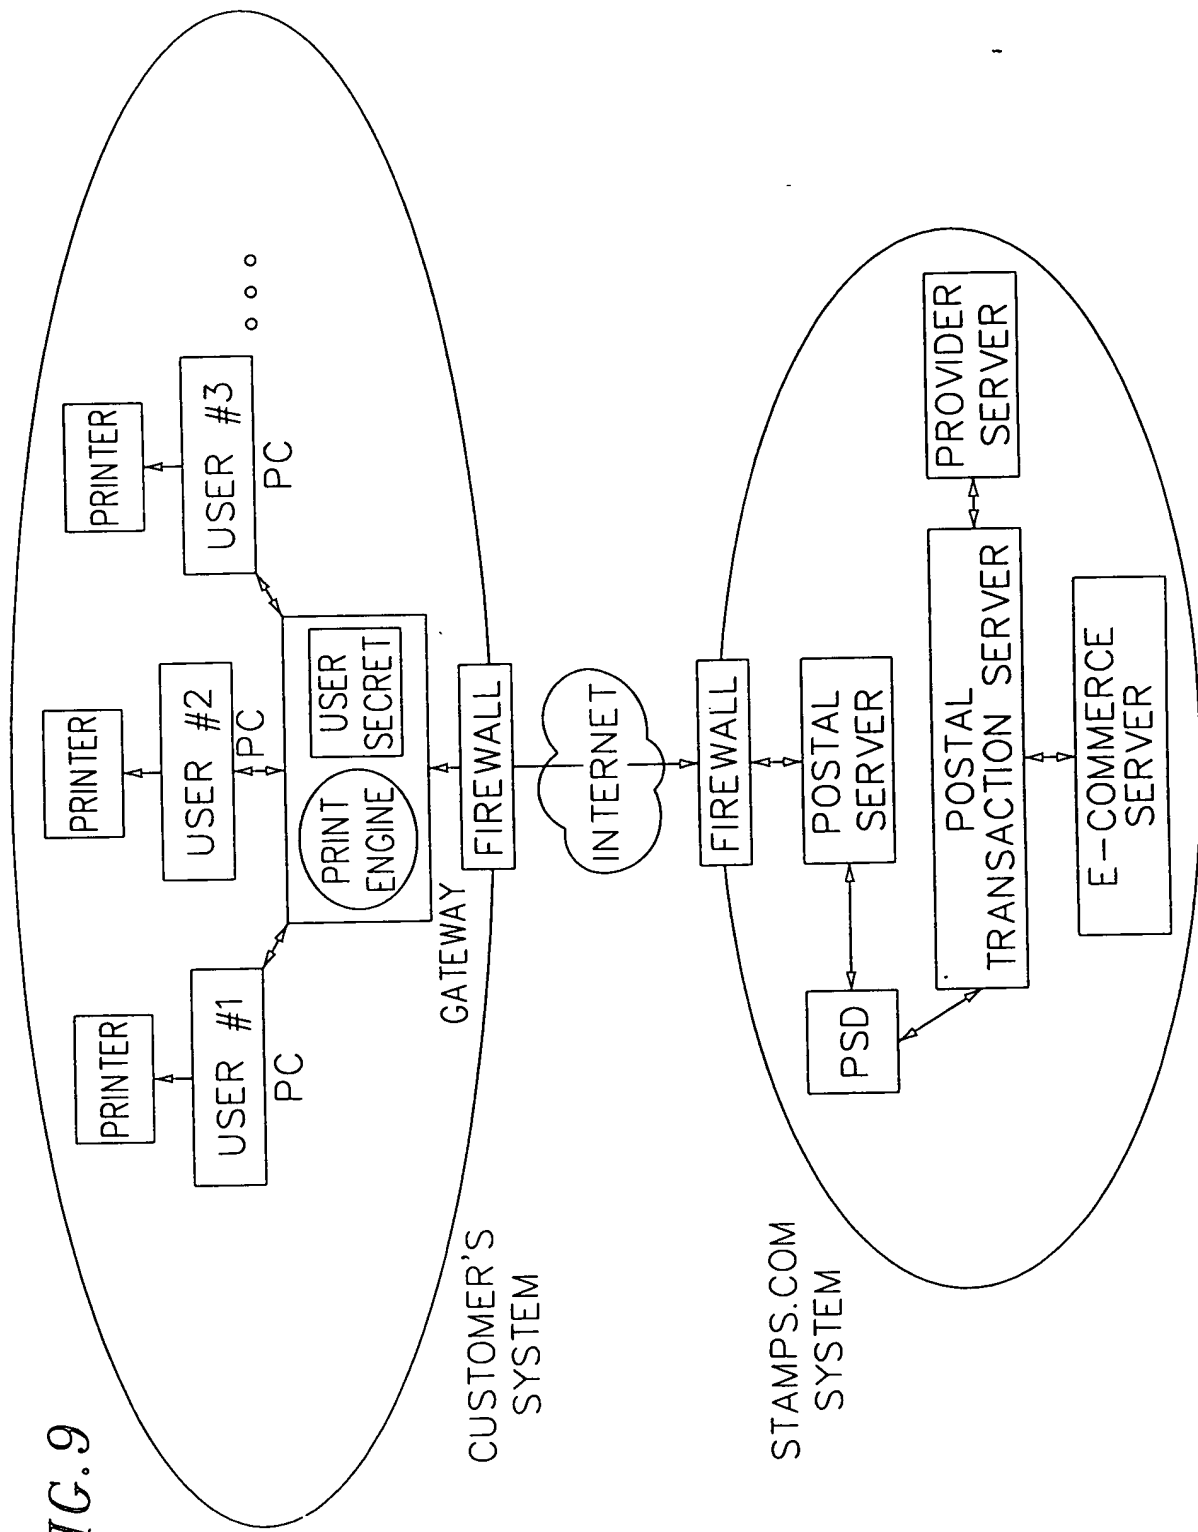 IG. 9
PRINTER
PRINTER
PRINTER
USER #1
USER #2
USER #3
PC
PC
PC
PRINT
ENGINE
USER
SECRET
GATEWAY
FIREWALL
CUSTOMER'S
SYSTEM
INTERNET
FIREWALL
STAMPS.COM
SYSTEM
PSD
POSTAL
SERVER
POSTAL
TRANSACTION SERVER
PROVIDER
SERVER
E-COMMERCE
SERVER